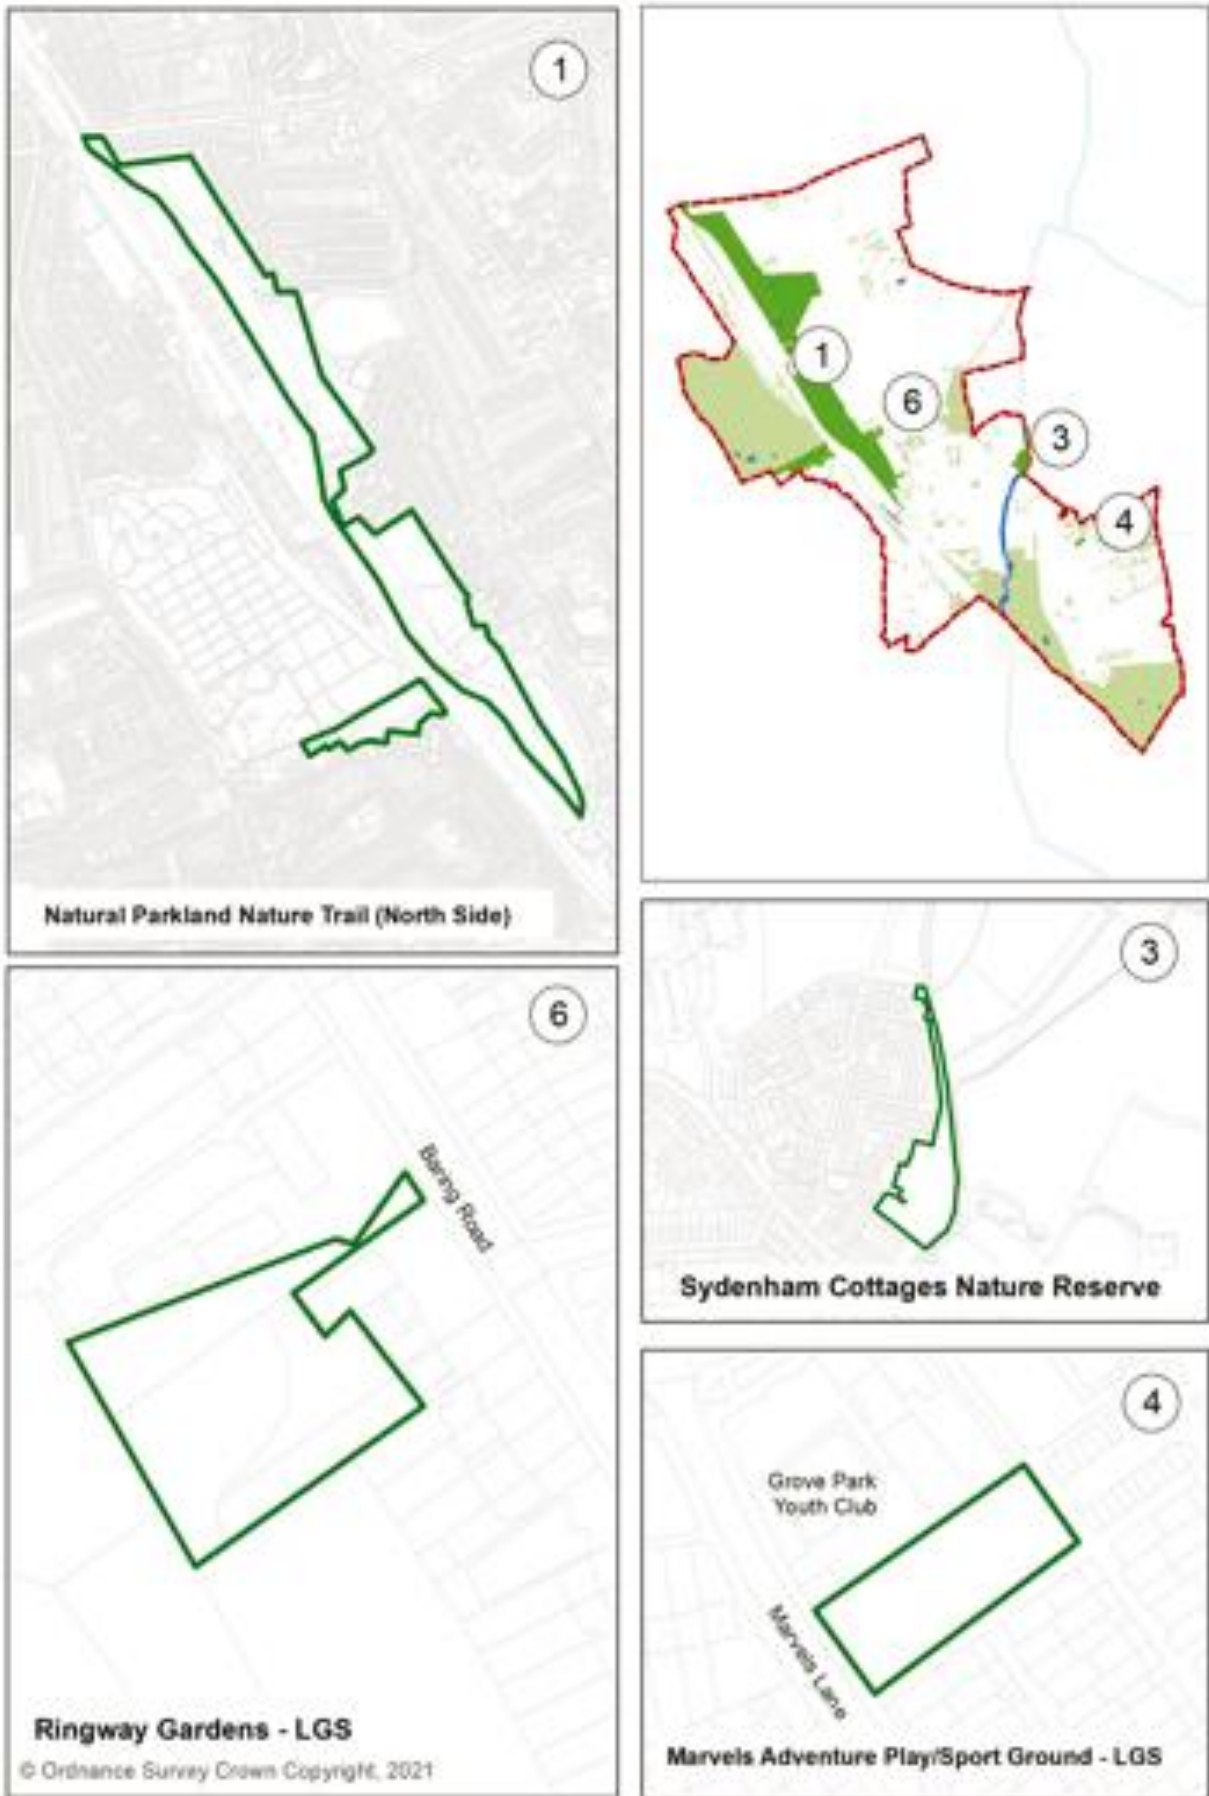 1
Natural Parkland Nature Trail (North Side)
1
6
3
4
6
Baring Road
Ringway Gardens - LGS
© Ordnance Survey Crown Copyright, 2021
3
Sydenham Cottages Nature Reserve
4
Grove Park
Youth Club
Marvels Lane
Marvels Adventure Play/Sport Ground - LGS